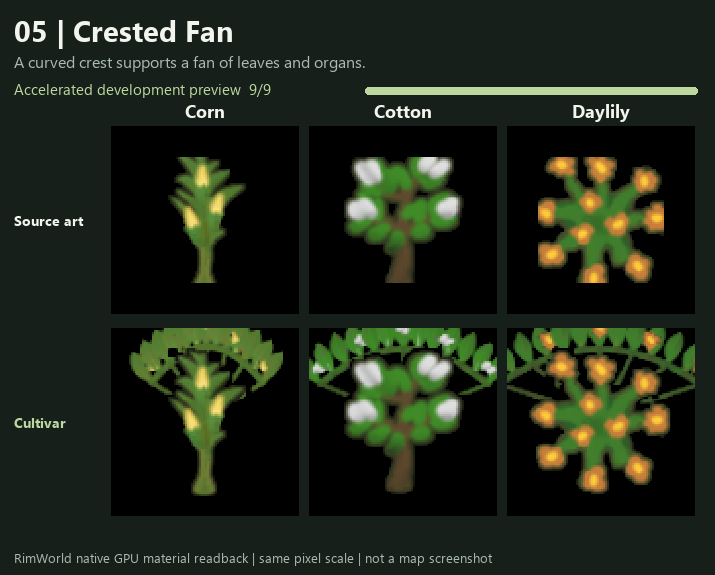 05 | Crested Fan
A curved crest supports a fan of leaves and organs.
Accelerated development preview 9/9
Corn Cotton Daylily
Source art
Cultivar
RimWorld native GPU material readback | same pixel scale | not a map screenshot